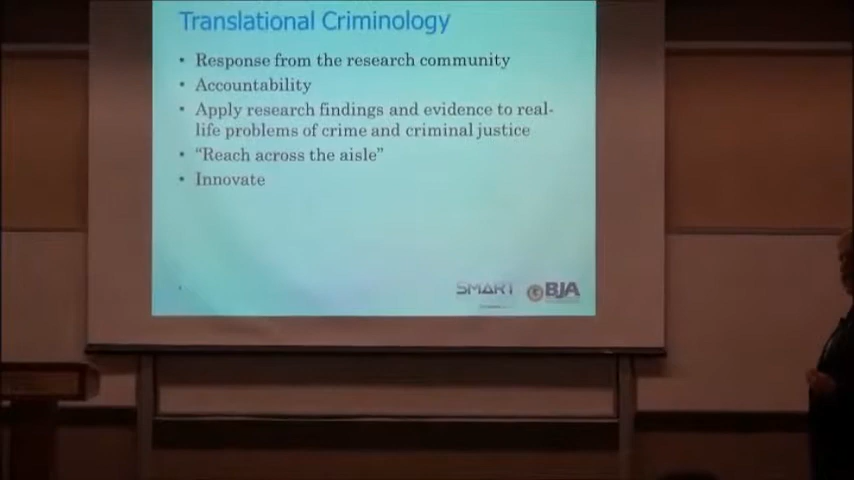 Translational Criminology
• Response from the research community
• Accountability
• Apply research findings and evidence to real-
life problems of crime and criminal justice
• “Reach across the aisle”
• Innovate
SMART BJA